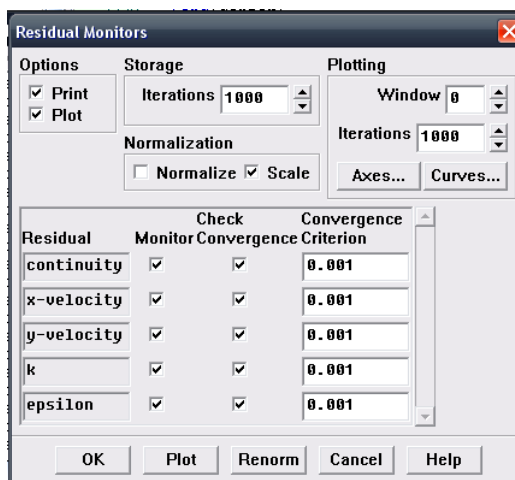 Residual Monitors
Options
Print
Plot
Storage
Iterations 1000
Normalization
Normalize Scale
Plotting
Window 0
Iterations 1000
Axes... Curves...
Residual Monitor Check Convergence Convergence Criterion
continuity 0.001
x-velocity 0.001
y-velocity 0.001
k 0.001
epsilon 0.001
OK Plot Renorm Cancel Help